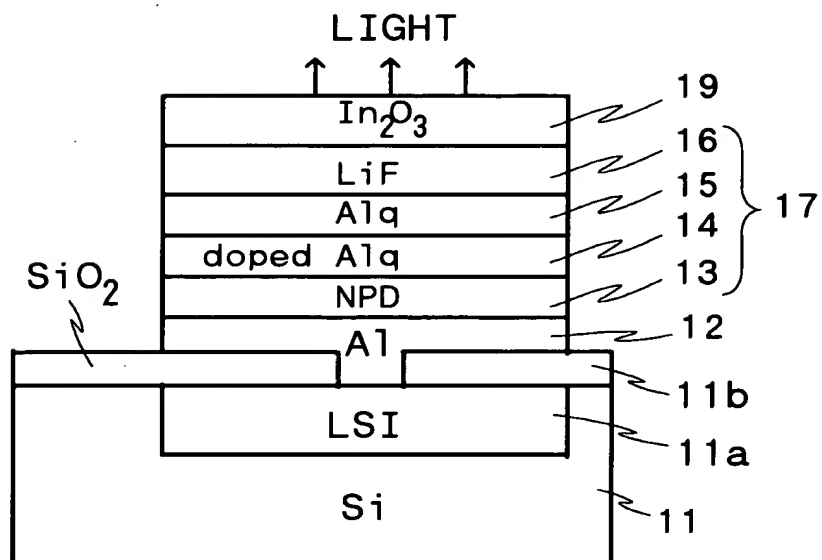 LIGHT
In₂O₃ 19
LiF 16
Alq 15
doped Alq 14
17
SiO₂
NPD 13
Al 12
11b
LSI 11a
Si 11